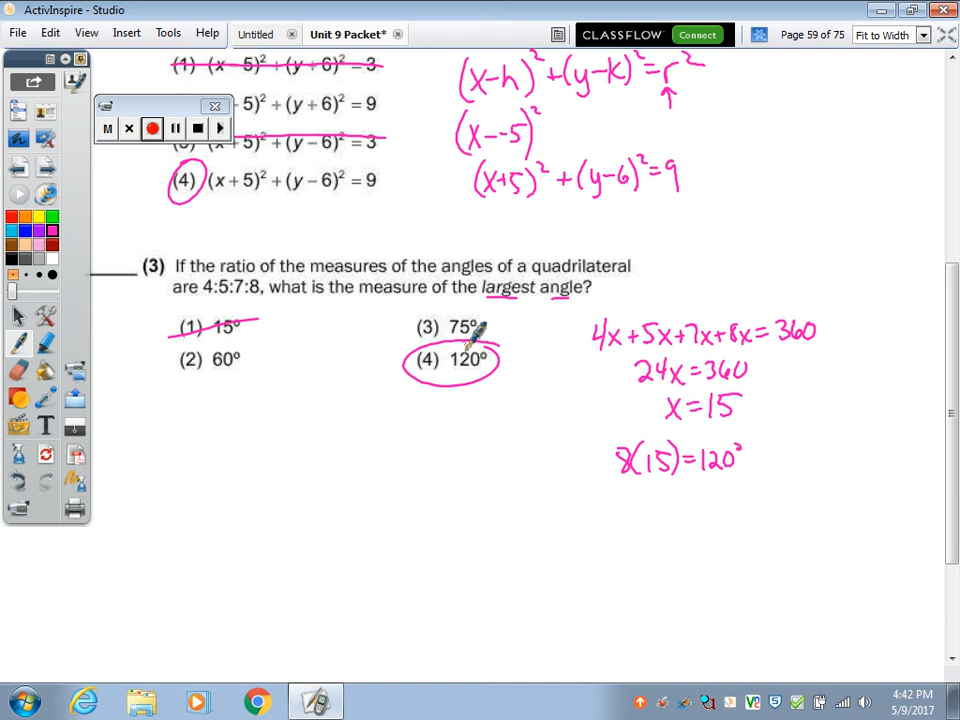 ActivInspire - Studio
File Edit View Insert Tools Help
Untitled
Unit 9 Packet*
CLASSFLOW Connect
Page 59 of 75
Fit to Width
(1) (x − 5)² + (y + 6)² = 3
− 5)² + (y + 6)² = 9
M
(x + 5)² + (y − 6)² = 3
(4) (x + 5)² + (y − 6)² = 9
(x-h)² + (y-k)² = r²
(x--5)²
(x+5)² + (y-6)² = 9
(3) If the ratio of the measures of the angles of a quadrilateral
are 4:5:7:8, what is the measure of the largest angle?
(1) 15º
(3) 75º
(2) 60º
(4) 120º
4x+5x+7x+8x=360
24x=360
x=15
8(15)=120°
4:42 PM
5/9/2017